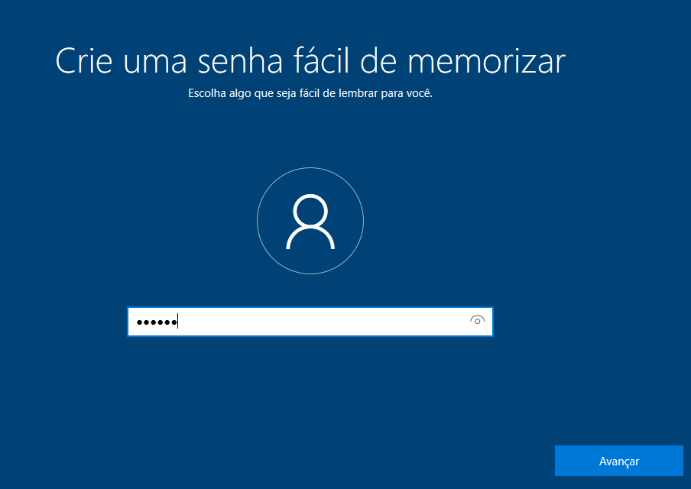 Crie uma senha fácil de memorizar
Escolha algo que seja fácil de lembrar para você.
••••••
Avançar